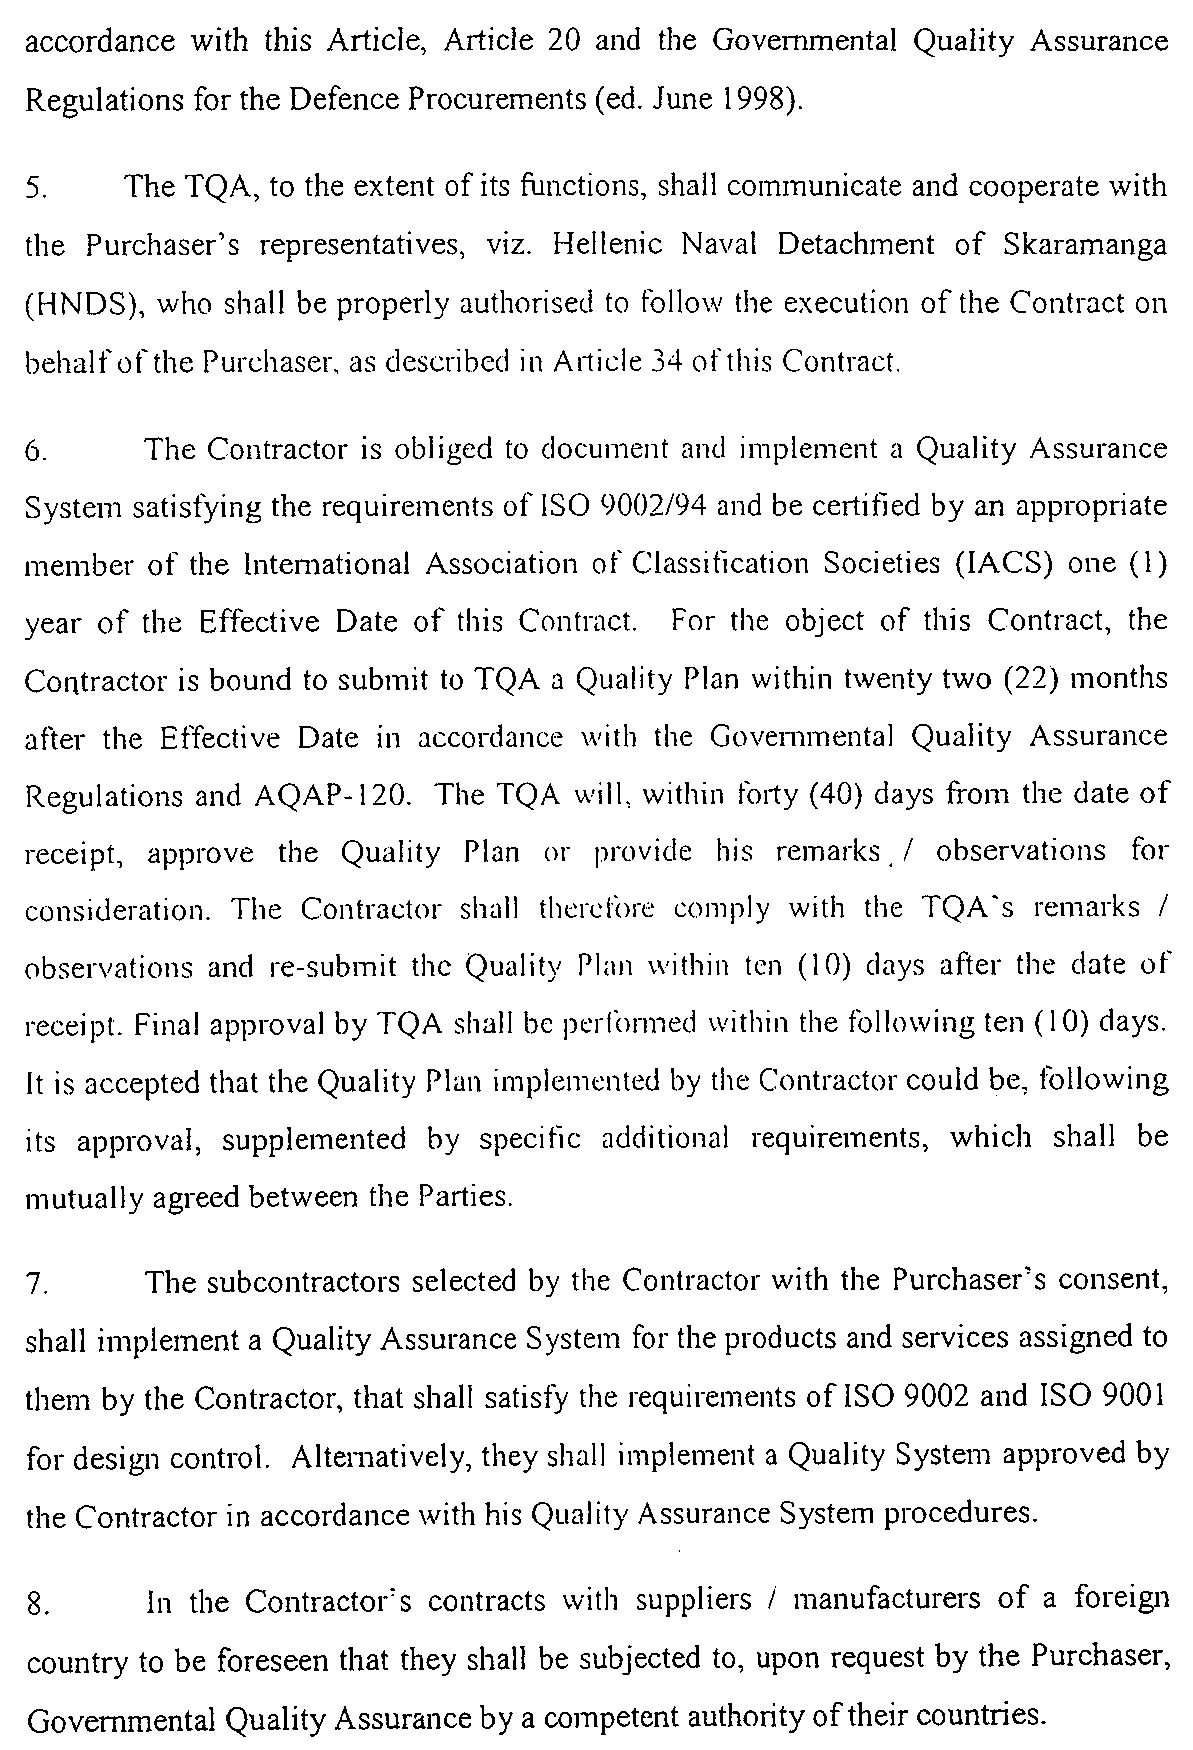 accordance with this Article, Article 20 and the Governmental Quality Assurance
Regulations for the Defence Procurements (ed. June 1998).
5. The TQA, to the extent of its functions, shall communicate and cooperate with
the Purchaser's representatives, viz. Hellenic Naval Detachment of Skaramanga
(HNDS), who shall be properly authorised to follow the execution of the Contract on
behalf of the Purchaser, as described in Article 34 of this Contract.
6. The Contractor is obliged to document and implement a Quality Assurance
System satisfying the requirements of ISO 9002/94 and be certified by an appropriate
member of the International Association of Classification Societies (IACS) one (1)
year of the Effective Date of this Contract. For the object of this Contract, the
Contractor is bound to submit to TQA a Quality Plan within twenty two (22) months
after the Effective Date in accordance with the Governmental Quality Assurance
Regulations and AQAP-120. The TQA will, within forty (40) days from the date of
receipt, approve the Quality Plan or provide his remarks / observations for
consideration. The Contractor shall therefore comply with the TQA's remarks /
observations and re-submit the Quality Plan within ten (10) days after the date of
receipt. Final approval by TQA shall be performed within the following ten (10) days.
It is accepted that the Quality Plan implemented by the Contractor could be, following
its approval, supplemented by specific additional requirements, which shall be
mutually agreed between the Parties.
7. The subcontractors selected by the Contractor with the Purchaser's consent,
shall implement a Quality Assurance System for the products and services assigned to
them by the Contractor, that shall satisfy the requirements of ISO 9002 and ISO 9001
for design control. Alternatively, they shall implement a Quality System approved by
the Contractor in accordance with his Quality Assurance System procedures.
8. In the Contractor's contracts with suppliers / manufacturers of a foreign
country to be foreseen that they shall be subjected to, upon request by the Purchaser,
Governmental Quality Assurance by a competent authority of their countries.